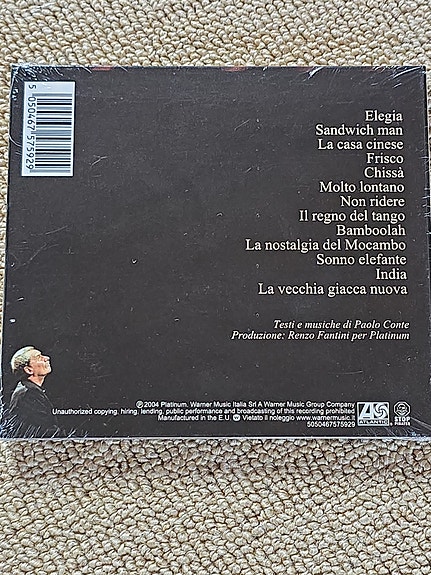 5 050467 575929
Elegia
Sandwich man
La casa cinese
Frisco
Chissà
Molto lontano
Non ridere
Il regno del tango
Bamboolah
La nostalgia del Mocambo
Sonno elefante
India
La vecchia giacca nuova
Testi e musiche di Paolo Conte
Produzione: Renzo Fantini per Platinum
℗ 2004 Platinum. Warner Music Italia Srl A Warner Music Group Company
Unauthorized copying, hiring, lending, public performance and broadcasting of this recording prohibited
Manufactured in the E.U. Vietato il noleggio www.warnermusic.it
5050467575929
ATLANTIC
STOP
PIRATES